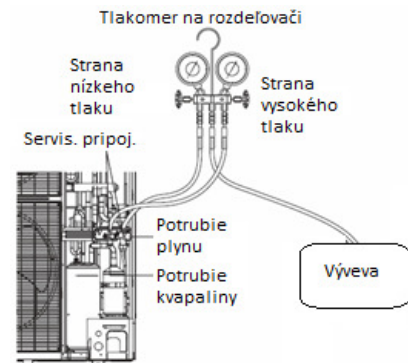 Tlakomer na rozdeľovači
Strana
nízkeho
tlaku
Strana
vysokého
tlaku
Servis. pripoj.
Potrubie
plynu
Potrubie
kvapaliny
Výveva